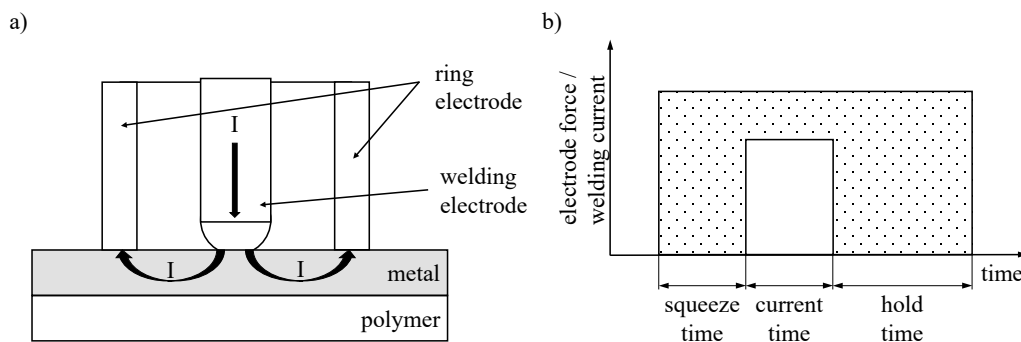 a)
ring
electrode
I
welding
electrode
I
I
metal
polymer
b)
electrode force /
welding current
time
squeeze
time
current
time
hold
time